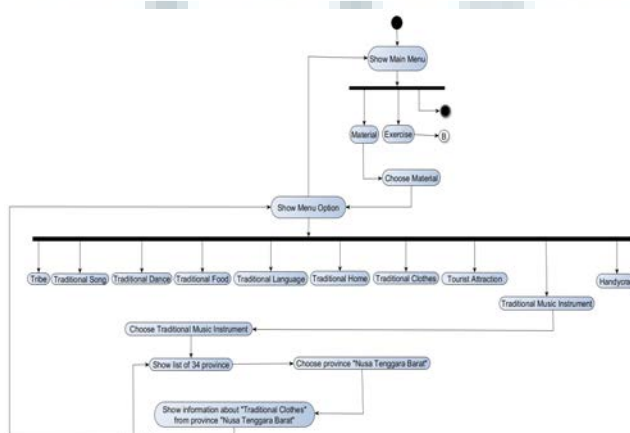 Show Main Menu
Material
Exercise
B
Choose Material
Show Menu Option
Tribe
Traditional Song
Traditional Dance
Traditional Food
Traditional Language
Traditional Home
Traditional Clothes
Tourist Attraction
Traditional Music Instrument
Choose Traditional Music Instrument
Show list of 34 province
Choose province "Nusa Tenggara Barat"
Show information about "Traditional Clothes"
from province "Nusa Tenggara Barat"